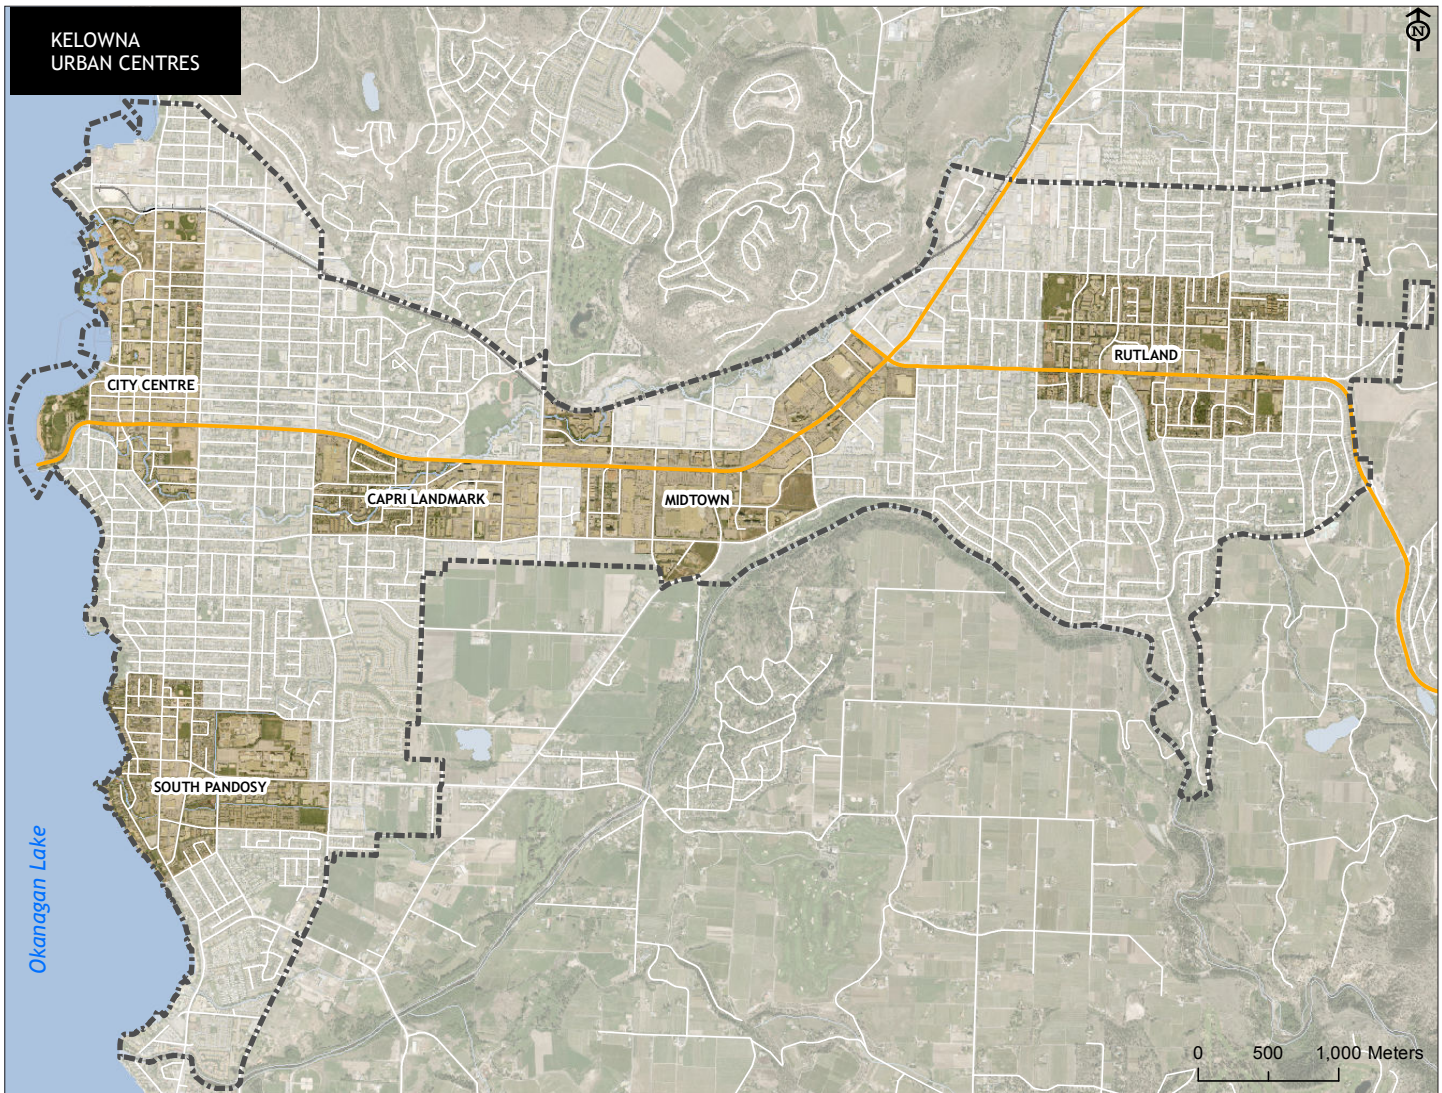 KELOWNA
URBAN CENTRES
N
RUTLAND
CITY CENTRE
CAPRI LANDMARK
MIDTOWN
SOUTH PANDOSY
Okanagan Lake
0 500 1,000 Meters